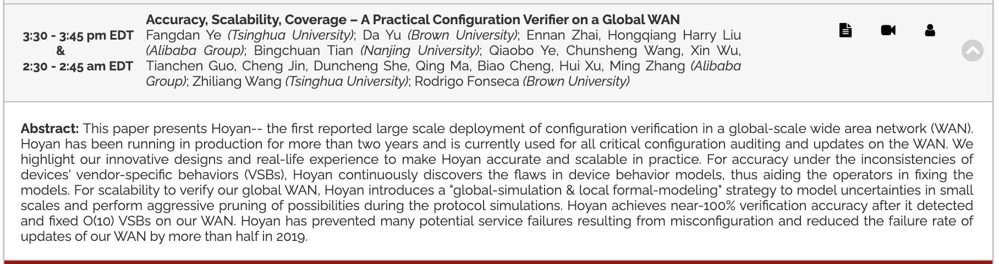 Accuracy, Scalability, Coverage – A Practical Configuration Verifier on a Global WAN
3:30 - 3:45 pm EDT
&
2:30 - 2:45 am EDT
Fangdan Ye (Tsinghua University); Da Yu (Brown University); Ennan Zhai, Hongqiang Harry Liu
(Alibaba Group); Bingchuan Tian (Nanjing University); Qiaobo Ye, Chunsheng Wang, Xin Wu,
Tianchen Guo, Cheng Jin, Duncheng She, Qing Ma, Biao Cheng, Hui Xu, Ming Zhang (Alibaba
Group); Zhiliang Wang (Tsinghua University); Rodrigo Fonseca (Brown University)
Abstract: This paper presents Hoyan-- the first reported large scale deployment of configuration verification in a global-scale wide area network (WAN).
Hoyan has been running in production for more than two years and is currently used for all critical configuration auditing and updates on the WAN. We
highlight our innovative designs and real-life experience to make Hoyan accurate and scalable in practice. For accuracy under the inconsistencies of
devices' vendor-specific behaviors (VSBs), Hoyan continuously discovers the flaws in device behavior models, thus aiding the operators in fixing the
models. For scalability to verify our global WAN, Hoyan introduces a "global-simulation & local formal-modeling" strategy to model uncertainties in small
scales and perform aggressive pruning of possibilities during the protocol simulations. Hoyan achieves near-100% verification accuracy after it detected
and fixed O(10) VSBs on our WAN. Hoyan has prevented many potential service failures resulting from misconfiguration and reduced the failure rate of
updates of our WAN by more than half in 2019.